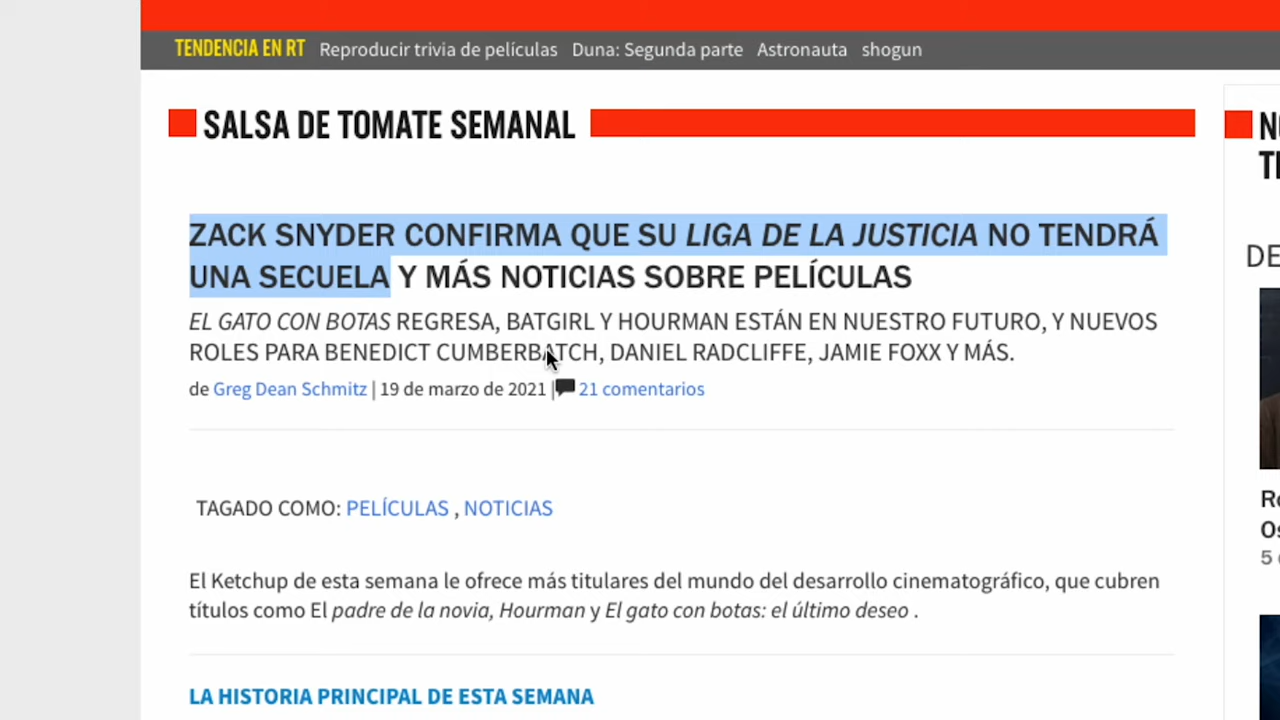 TENDENCIA EN RT Reproducir trivia de películas Duna: Segunda parte Astronauta shogun
SALSA DE TOMATE SEMANAL
ZACK SNYDER CONFIRMA QUE SU LIGA DE LA JUSTICIA NO TENDRÁ
UNA SECUELA Y MÁS NOTICIAS SOBRE PELÍCULAS
EL GATO CON BOTAS REGRESA, BATGIRL Y HOURMAN ESTÁN EN NUESTRO FUTURO, Y NUEVOS
ROLES PARA BENEDICT CUMBERBATCH, DANIEL RADCLIFFE, JAMIE FOXX Y MÁS.
de Greg Dean Schmitz | 19 de marzo de 2021 | 21 comentarios
TAGADO COMO: PELÍCULAS , NOTICIAS
El Ketchup de esta semana le ofrece más titulares del mundo del desarrollo cinematográfico, que cubren
títulos como El padre de la novia, Hourman y El gato con botas: el último deseo .
LA HISTORIA PRINCIPAL DE ESTA SEMANA
DE
5